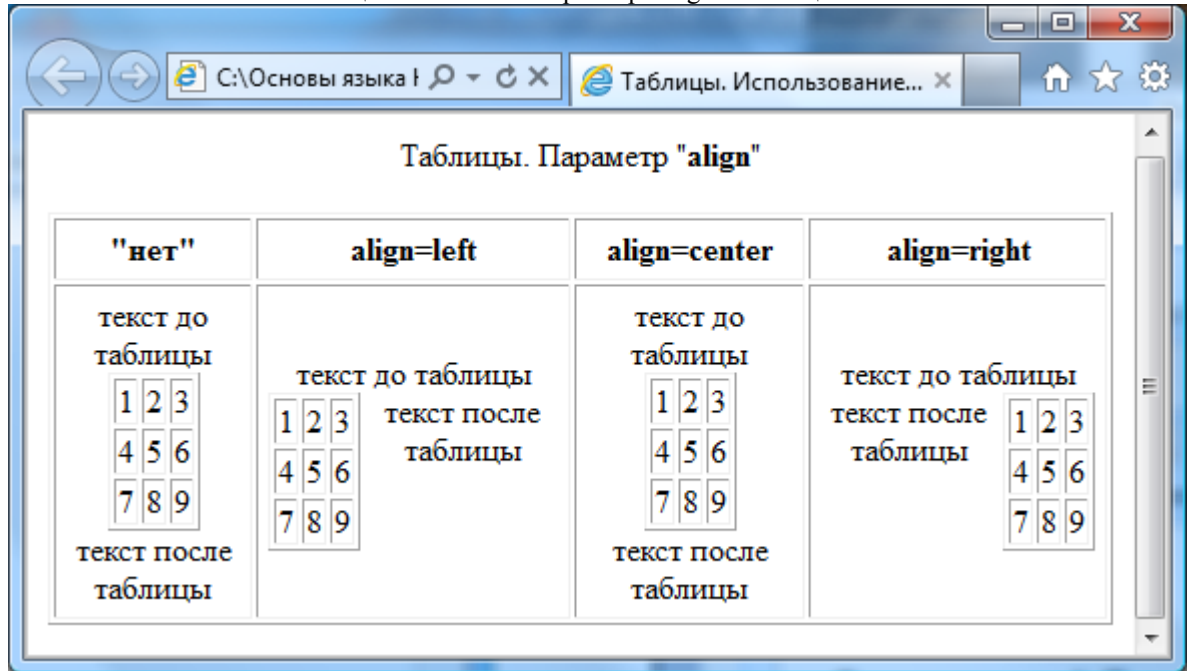 C:\Основы языка
Таблицы. Использование...
Таблицы. Параметр "align"
"нет" align=left align=center align=right
текст до
таблицы
1 2 3
4 5 6
7 8 9
текст после
таблицы
текст до таблицы
1 2 3
4 5 6
7 8 9
текст после
таблицы
текст до
таблицы
1 2 3
4 5 6
7 8 9
текст после
таблицы
текст до таблицы
текст после
таблицы
1 2 3
4 5 6
7 8 9